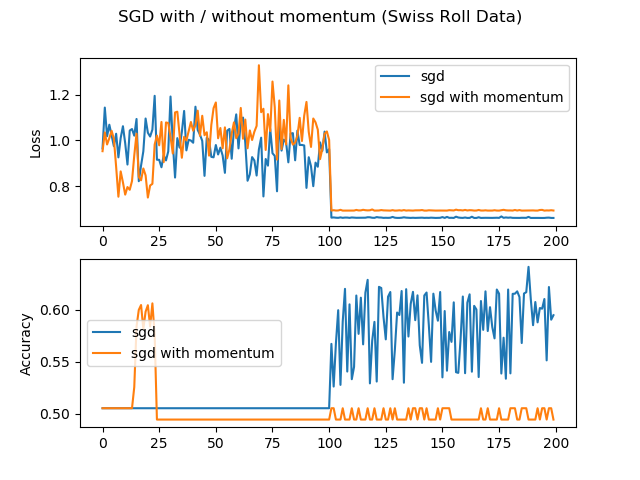 SGD with / without momentum (Swiss Roll Data)
1.2
1.0
0.8
Loss
sgd
sgd with momentum
0 25 50 75 100 125 150 175 200
0.60
0.55
0.50
Accuracy
sgd
sgd with momentum
0 25 50 75 100 125 150 175 200